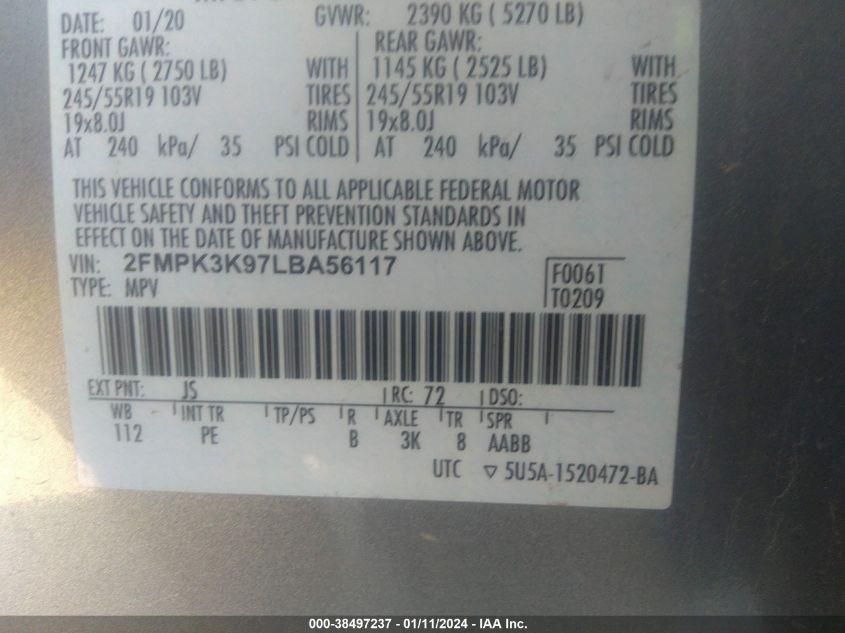 DATE: 01/20 GVWR: 2390 KG ( 5270 LB)
FRONT GAWR: REAR GAWR:
1247 KG ( 2750 LB) WITH 1145 KG ( 2525 LB) WITH
245/55R19 103V TIRES 245/55R19 103V TIRES
19x8.0J RIMS 19x8.0J RIMS
AT 240 kPa/ 35 PSI COLD AT 240 kPa/ 35 PSI COLD
THIS VEHICLE CONFORMS TO ALL APPLICABLE FEDERAL MOTOR
VEHICLE SAFETY AND THEFT PREVENTION STANDARDS IN
EFFECT ON THE DATE OF MANUFACTURE SHOWN ABOVE.
VIN: 2FMPK3K97LBA56117 F0061
TYPE: MPV T0209
EXT PNT: JS RC: 72 DSO:
WB INT TR TP/PS R AXLE TR SPR
112 PE B 3K 8 AABB
UTC ▽ 5U5A-1520472-BA
000-38497237 - 01/11/2024 - IAA Inc.